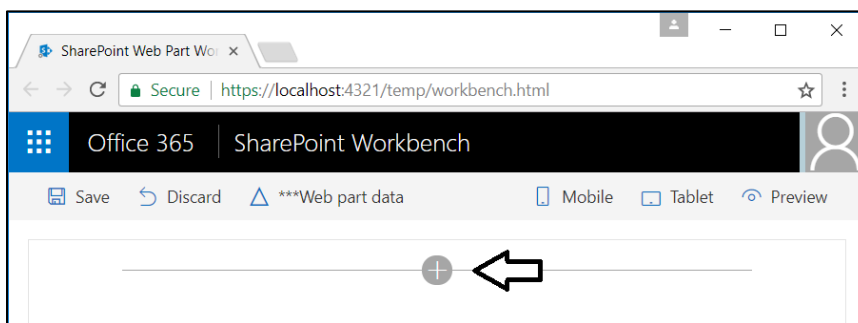 SharePoint Web Part Wo
Secure | https://localhost:4321/temp/workbench.html
Office 365 SharePoint Workbench
Save Discard ***Web part data Mobile Tablet Preview